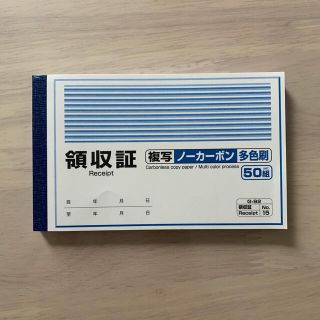 領収証
Receipt
複写 ノーカーボン 多色刷
Carbonless copy paper / Multi color process
50組
自 年 月 日
至 年 月 日
G-92
領収証 No.
Receipt 15